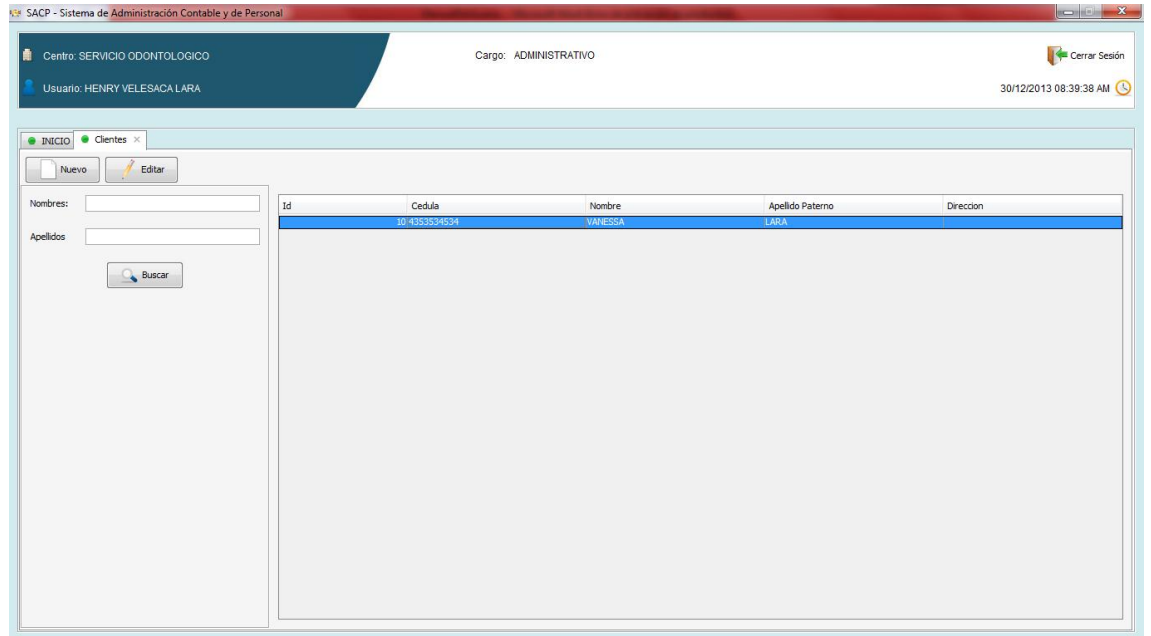 SACP - Sistema de Administración Contable y de Personal
Centro: SERVICIO ODONTOLOGICO
Cargo: ADMINISTRATIVO
Cerrar Sesión
Usuario: HENRY VELESACA LARA
30/12/2013 08:39:38 AM
INICIO Clientes
Nuevo Editar
Nombres:
Apellidos
Buscar
Id Cedula Nombre Apellido Paterno Direccion
10 4353534534 VANESSA LARA